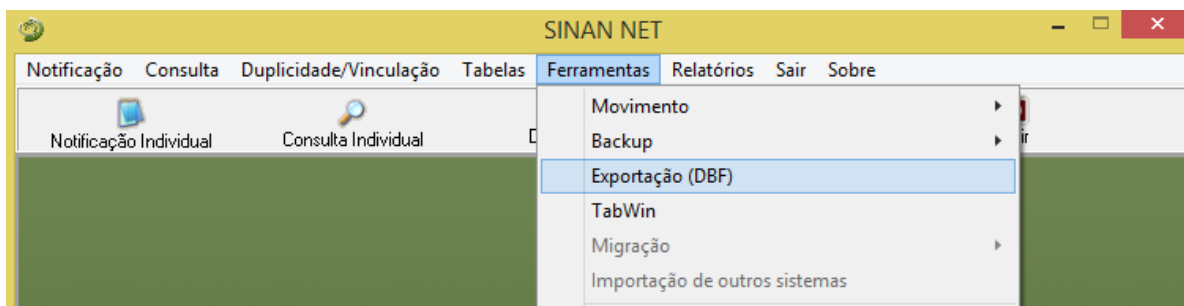 SINAN NET
Notificação Consulta Duplicidade/Vinculação Tabelas Ferramentas Relatórios Sair Sobre
Notificação Individual Consulta Individual
Movimento
Backup
Exportação (DBF)
TabWin
Migração
Importação de outros sistemas